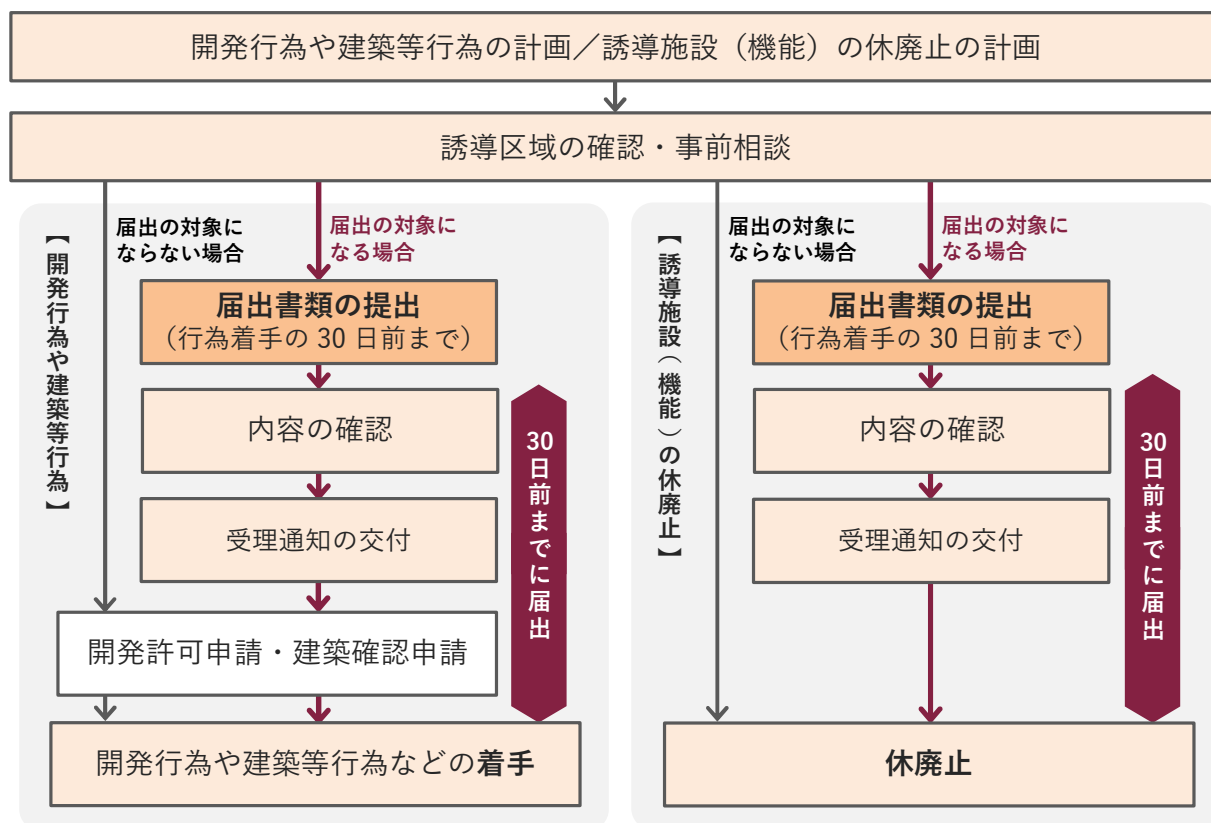 開発行為や建築等行為の計画／誘導施設（機能）の休廃止の計画
誘導区域の確認・事前相談
【開発行為や建築等行為】
届出の対象に
ならない場合
届出の対象に
なる場合
届出書類の提出
（行為着手の 30 日前まで）
内容の確認
受理通知の交付
開発許可申請・建築確認申請
開発行為や建築等行為などの着手
30日前までに届出
【誘導施設（機能）の休廃止】
届出の対象に
ならない場合
届出の対象に
なる場合
届出書類の提出
（行為着手の 30 日前まで）
内容の確認
受理通知の交付
休廃止
30日前までに届出